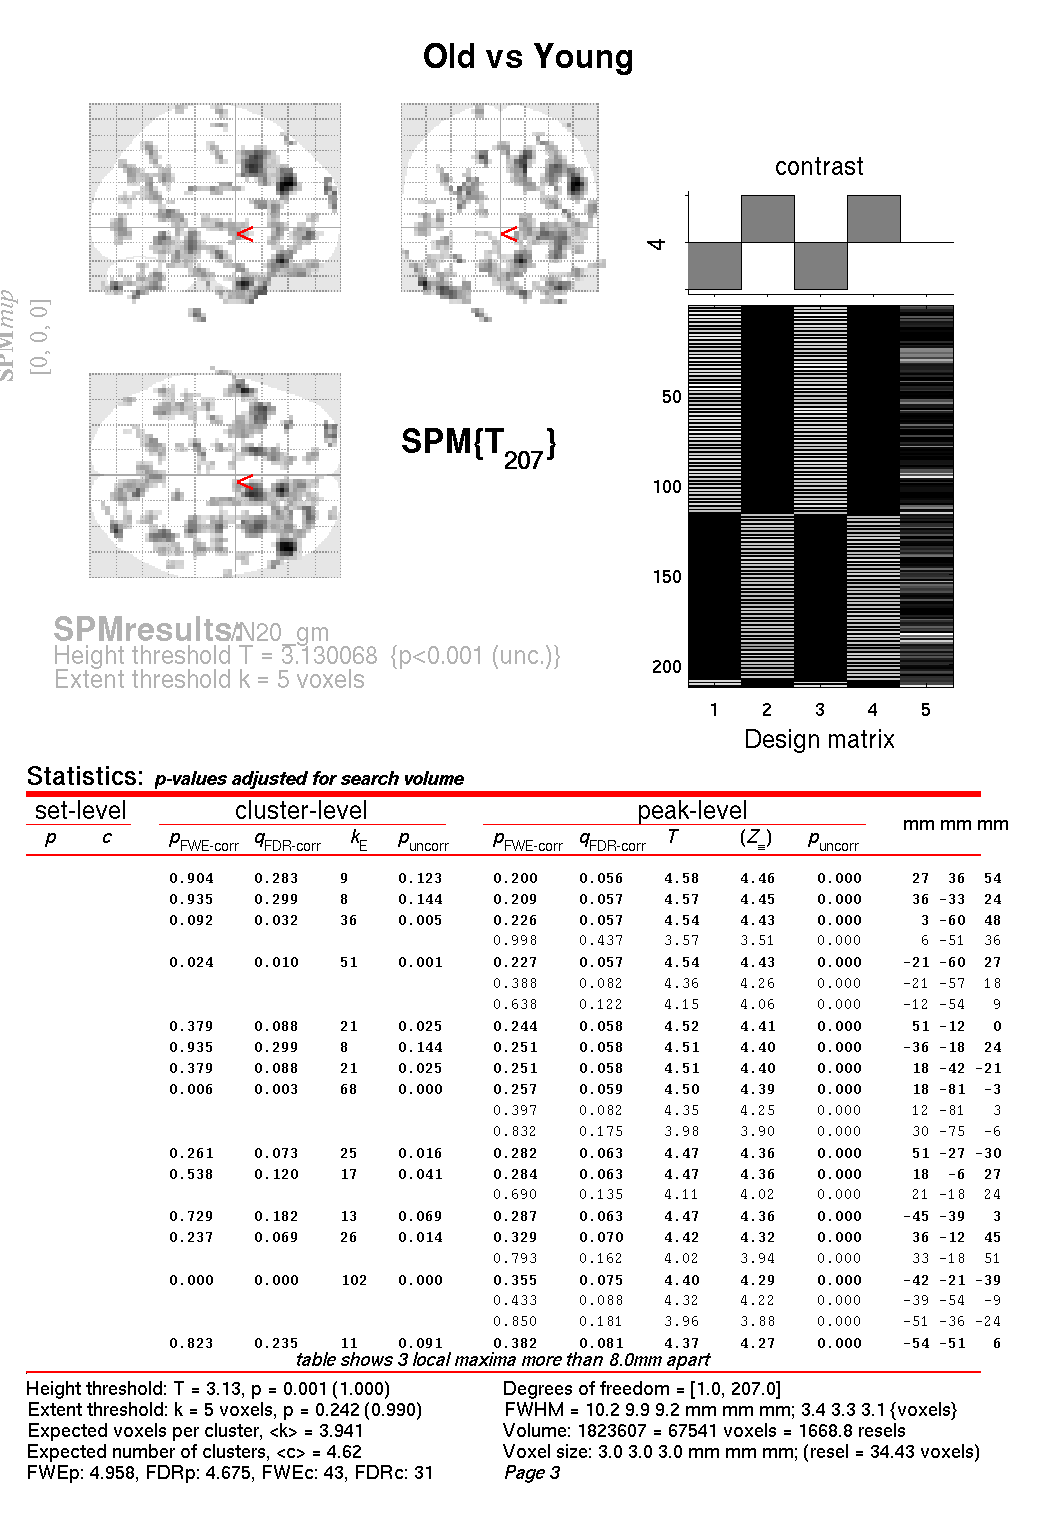 Old vs Young
SPMmip
[0, 0, 0]
<
<
<
SPM{T207}
contrast
4
50
100
150
200
1 2 3 4 5
Design matrix
SPMresults: ./N20_gm
Height threshold T = 3.130068 {p<0.001 (unc.)}
Extent threshold k = 5 voxels
Statistics: p-values adjusted for search volume
set-level cluster-level peak-level
p c pFWE-corr qFDR-corr kE puncorr pFWE-corr qFDR-corr T (Z≡) puncorr mm mm mm
0.904 0.283 9 0.123 0.200 0.056 4.58 4.46 0.000 27 36 54
0.935 0.299 8 0.144 0.209 0.057 4.57 4.45 0.000 36 -33 24
0.092 0.032 36 0.005 0.226 0.057 4.54 4.43 0.000 3 -60 48
0.998 0.437 3.57 3.51 0.000 6 -51 36
0.024 0.010 51 0.001 0.227 0.057 4.54 4.43 0.000 -21 -60 27
0.388 0.082 4.36 4.26 0.000 -21 -57 18
0.638 0.122 4.15 4.06 0.000 -12 -54 9
0.379 0.088 21 0.025 0.244 0.058 4.52 4.41 0.000 51 -12 0
0.935 0.299 8 0.144 0.251 0.058 4.51 4.40 0.000 -36 -18 24
0.379 0.088 21 0.025 0.251 0.058 4.51 4.40 0.000 18 -42 -21
0.006 0.003 68 0.000 0.257 0.059 4.50 4.39 0.000 18 -81 -3
0.397 0.082 4.35 4.25 0.000 12 -81 3
0.832 0.175 3.98 3.90 0.000 30 -75 -6
0.261 0.073 25 0.016 0.282 0.063 4.47 4.36 0.000 51 -27 -30
0.538 0.120 17 0.041 0.284 0.063 4.47 4.36 0.000 18 -6 27
0.690 0.135 4.11 4.02 0.000 21 -18 24
0.729 0.182 13 0.069 0.287 0.063 4.47 4.36 0.000 -45 -39 3
0.237 0.069 26 0.014 0.329 0.070 4.42 4.32 0.000 36 -12 45
0.793 0.162 4.02 3.94 0.000 33 -18 51
0.000 0.000 102 0.000 0.355 0.075 4.40 4.29 0.000 -42 -21 -39
0.433 0.088 4.32 4.22 0.000 -39 -54 -9
0.850 0.181 3.96 3.88 0.000 -51 -36 -24
0.823 0.235 11 0.091 0.382 0.081 4.37 4.27 0.000 -54 -51 6
table shows 3 local maxima more than 8.0mm apart
Height threshold: T = 3.13, p = 0.001 (1.000)
Extent threshold: k = 5 voxels, p = 0.242 (0.990)
Expected voxels per cluster, <k> = 3.941
Expected number of clusters, <c> = 4.62
FWEp: 4.958, FDRp: 4.675, FWEc: 43, FDRc: 31
Degrees of freedom = [1.0, 207.0]
FWHM = 10.2 9.9 9.2 mm mm mm; 3.4 3.3 3.1 {voxels}
Volume: 1823607 = 67541 voxels = 1668.8 resels
Voxel size: 3.0 3.0 3.0 mm mm mm; (resel = 34.43 voxels)
Page 3